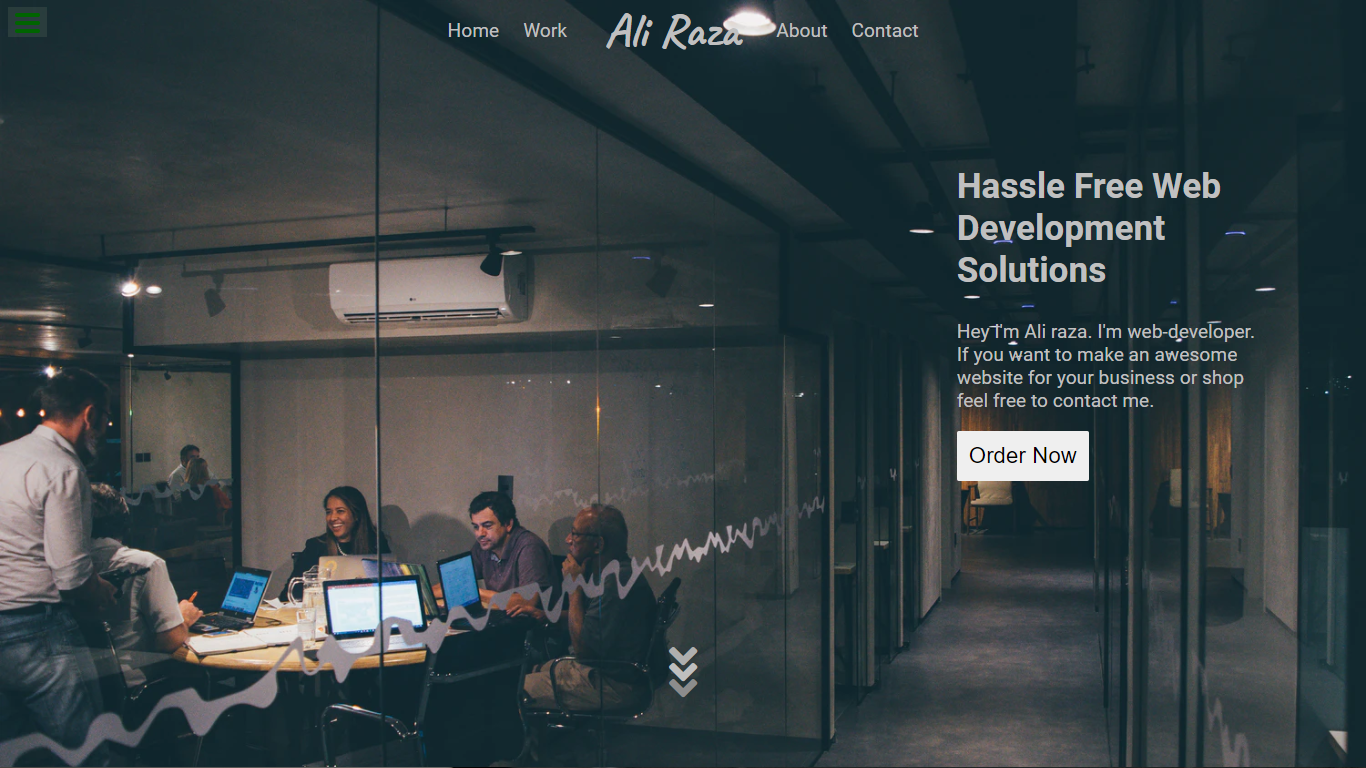 Home Work Ali Raza About Contact
Hassle Free Web
Development
Solutions
Hey I'm Ali raza. I'm web-developer.
If you want to make an awesome
website for your business or shop
feel free to contact me.
Order Now